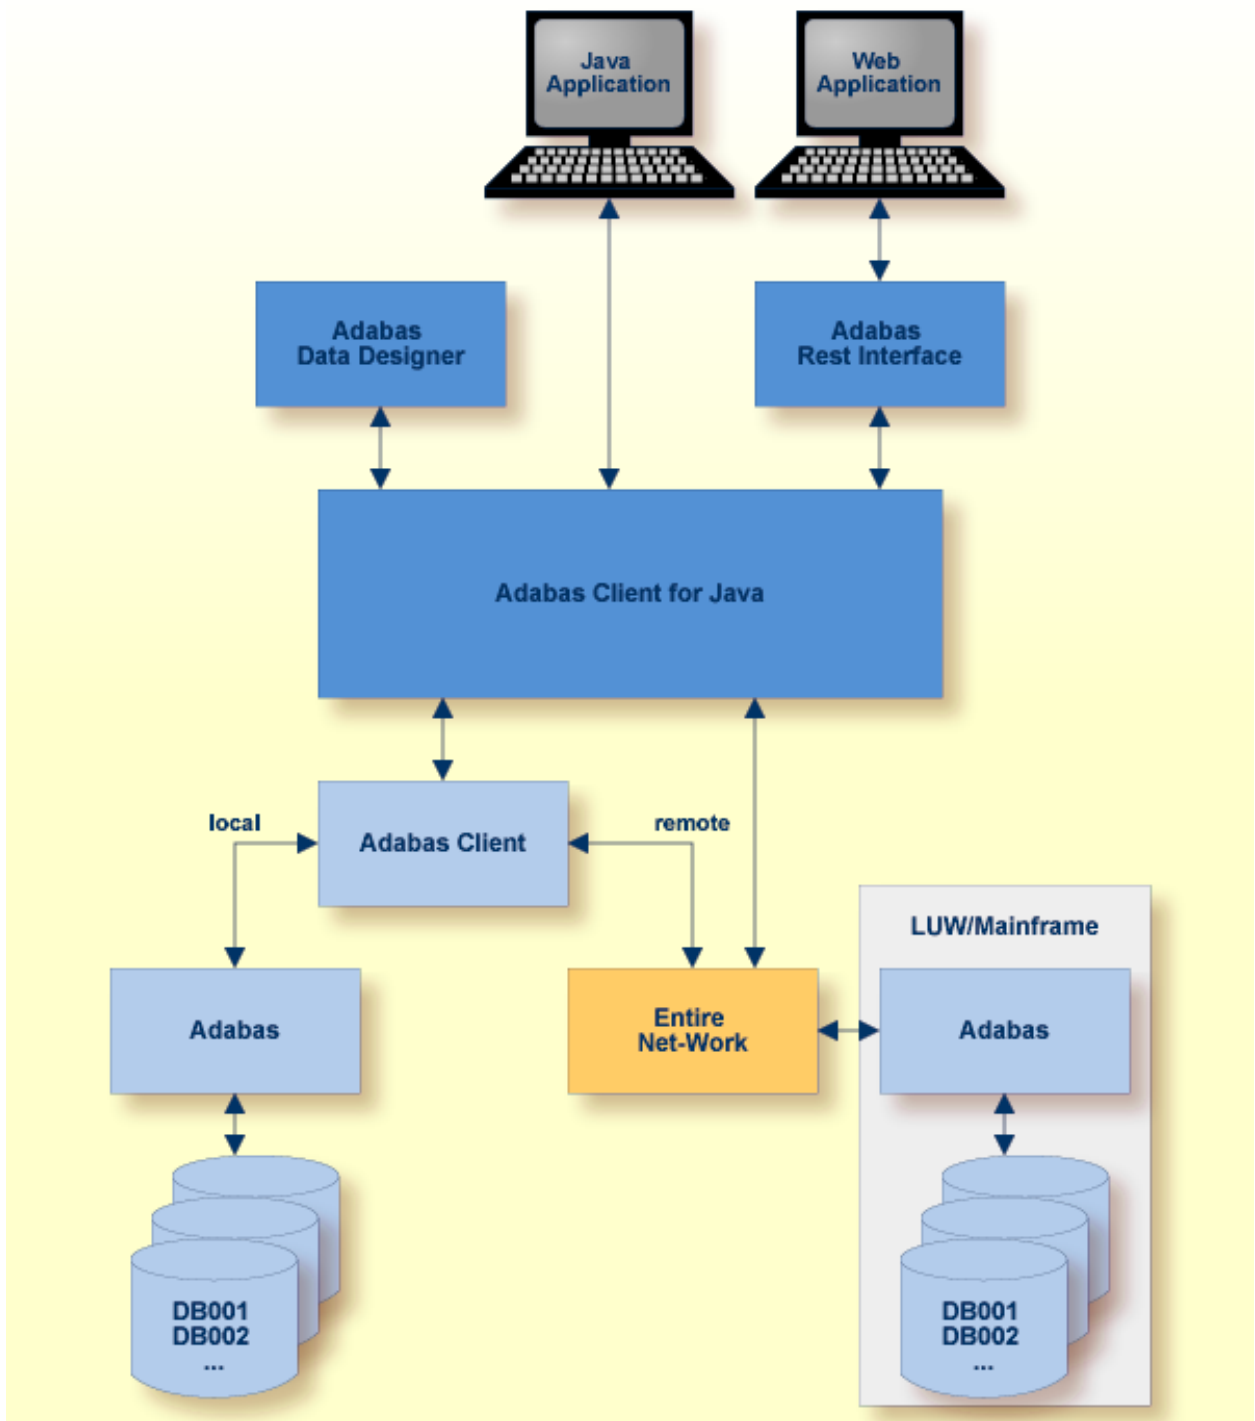 Java
Application
Web
Application
Adabas
Data Designer
Adabas
Rest Interface
Adabas Client for Java
local
Adabas Client
remote
LUW/Mainframe
Adabas
Entire
Net-Work
Adabas
DB001
DB002
...
DB001
DB002
...